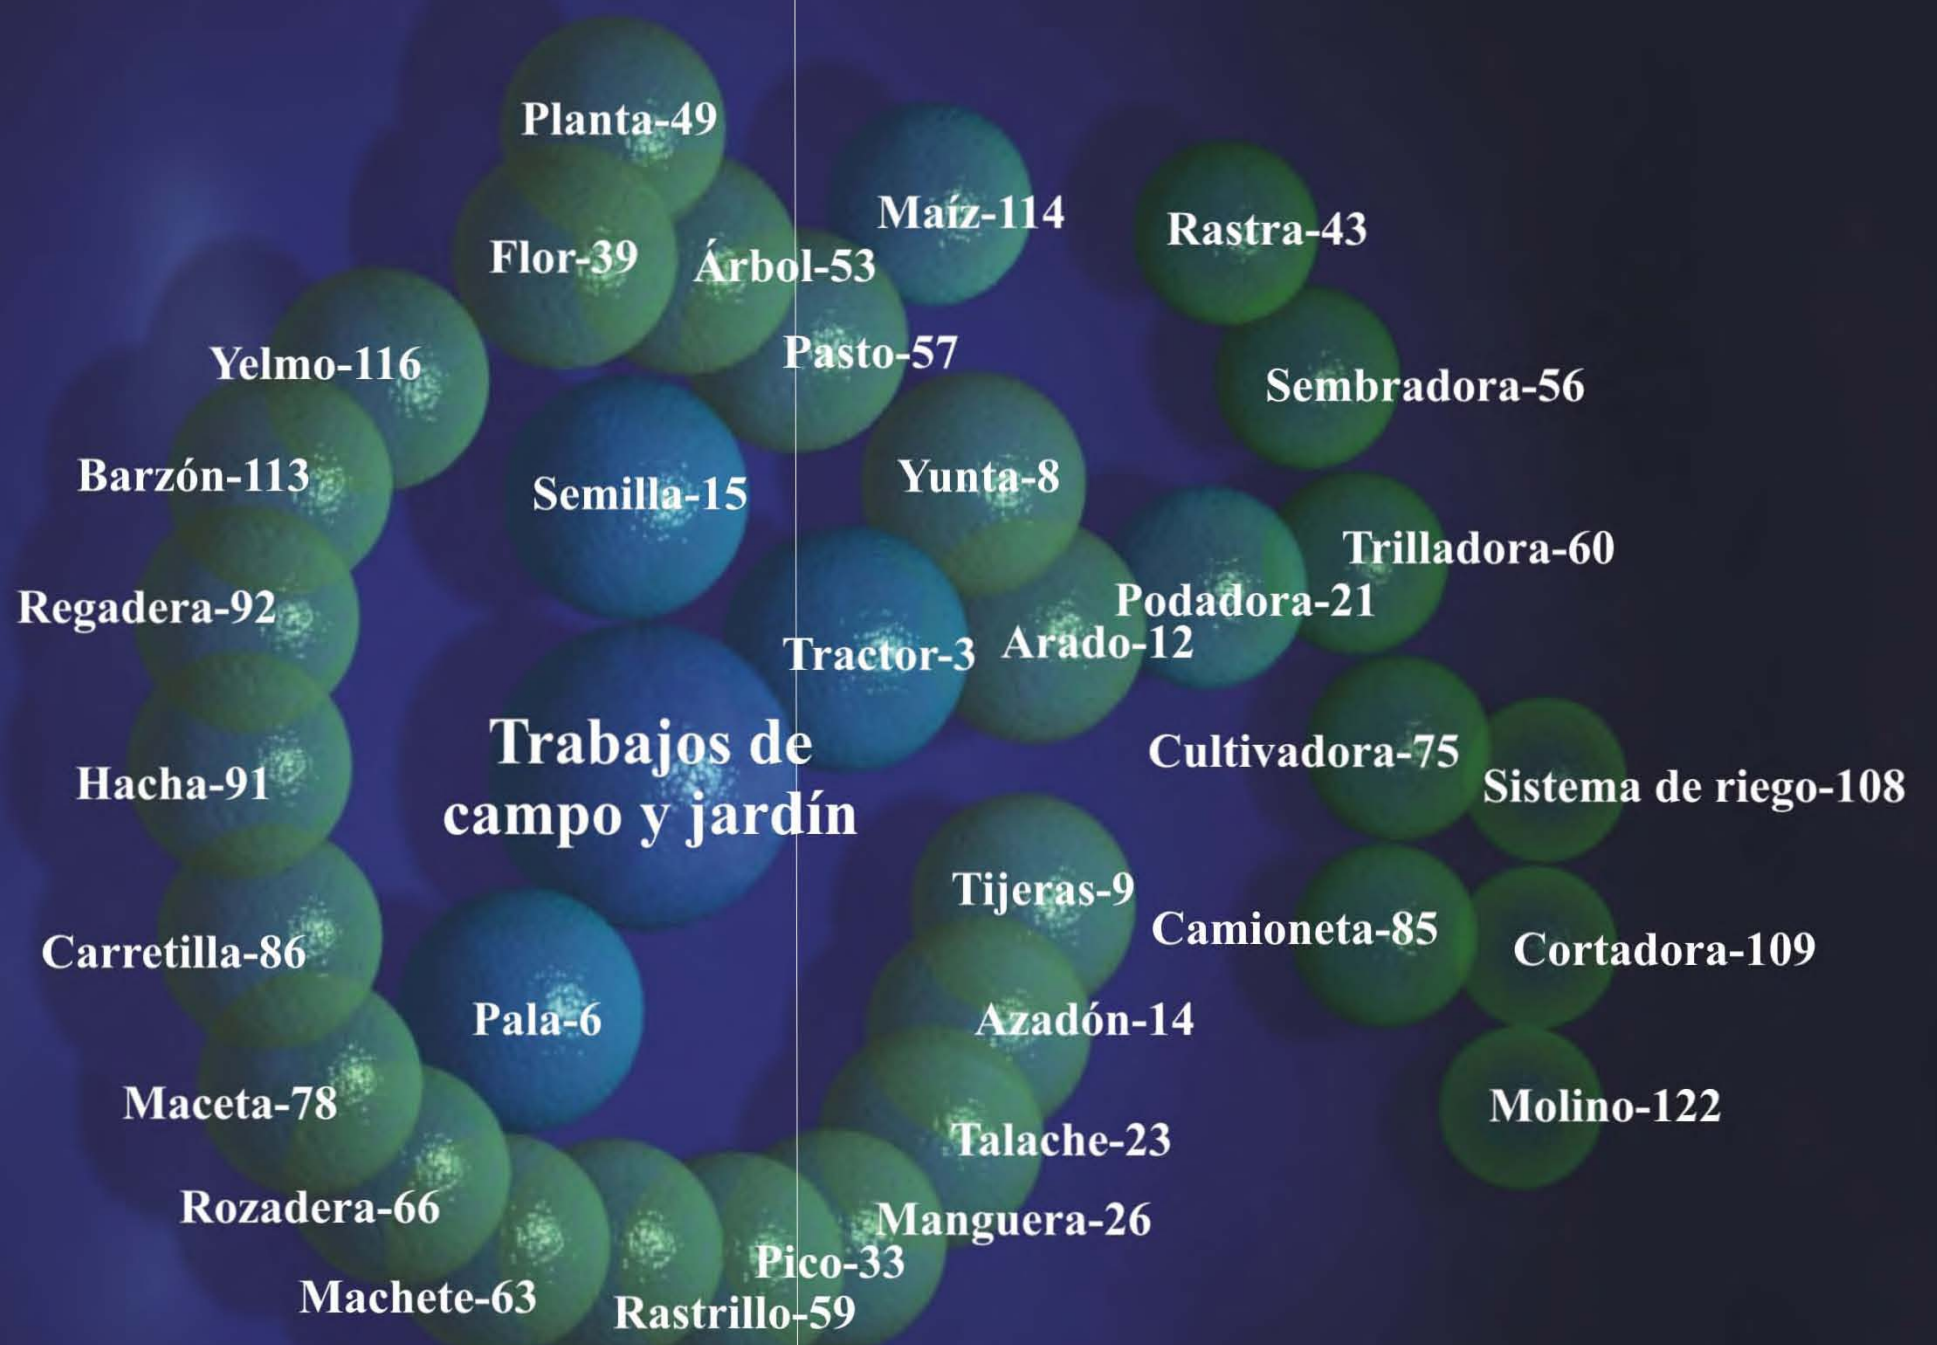 Planta-49
Maíz-114
Rastra-43
Flor-39
Árbol-53
Pasto-57
Yelmo-116
Sembradora-56
Barzón-113
Semilla-15
Yunta-8
Trilladora-60
Podadora-21
Regadera-92
Tractor-3
Arado-12
Trabajos de
campo y jardín
Cultivadora-75
Sistema de riego-108
Hacha-91
Tijeras-9
Camioneta-85
Cortadora-109
Carretilla-86
Pala-6
Azadón-14
Maceta-78
Talache-23
Molino-122
Rozadera-66
Manguera-26
Pico-33
Machete-63
Rastrillo-59